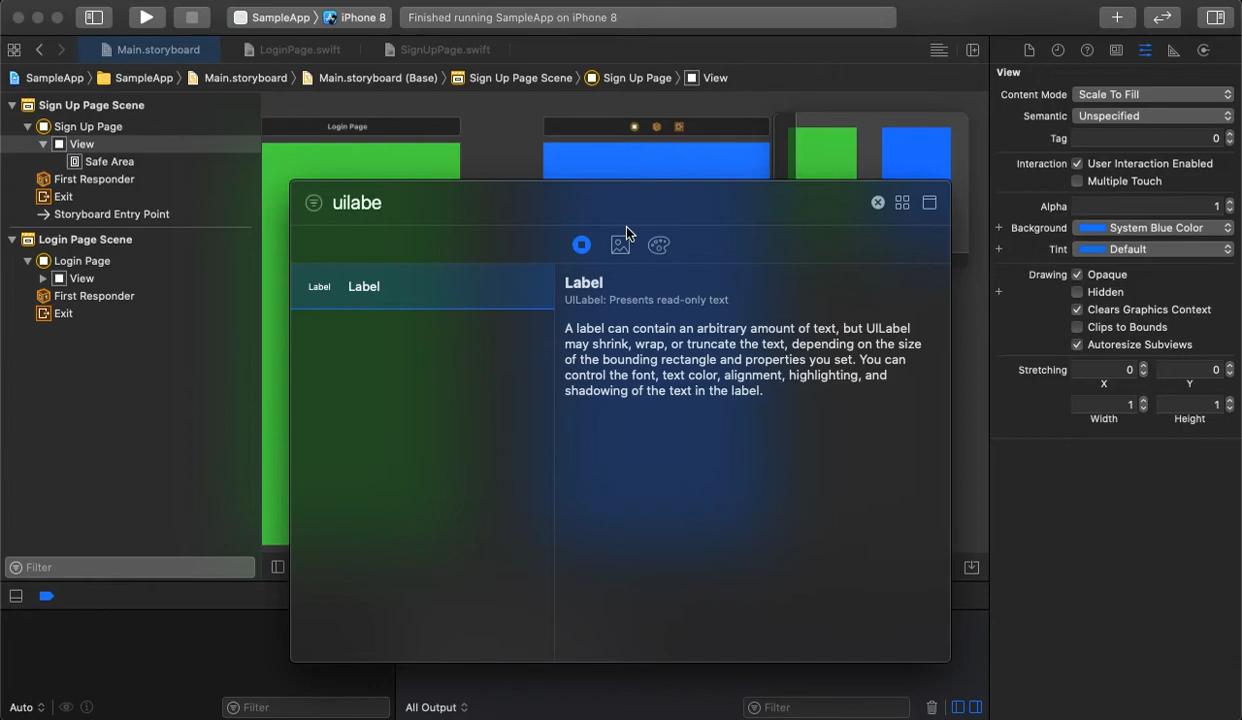 SampleApp 〉 iPhone 8
Finished running SampleApp on iPhone 8
Main.storyboard
LoginPage.swift
SignUpPage.swift
SampleApp 〉 SampleApp 〉 Main.storyboard 〉 Main.storyboard (Base) 〉 Sign Up Page Scene 〉 Sign Up Page 〉 View
Sign Up Page Scene
Sign Up Page
View
Safe Area
First Responder
Exit
Storyboard Entry Point
Login Page Scene
Login Page
View
First Responder
Exit
Filter
Login Page
uilabe
Label Label
Label
UILabel: Presents read-only text
A label can contain an arbitrary amount of text, but UILabel
may shrink, wrap, or truncate the text, depending on the size
of the bounding rectangle and properties you set. You can
control the font, text color, alignment, highlighting, and
shadowing of the text in the label.
View
Content Mode Scale To Fill
Semantic Unspecified
Tag 0
Interaction User Interaction Enabled
Multiple Touch
Alpha 1
Background System Blue Color
Tint Default
Drawing Opaque
Hidden
Clears Graphics Context
Clips to Bounds
Autoresize Subviews
Stretching 0 0
X Y
1 1
Width Height
Auto
Filter
All Output
Filter